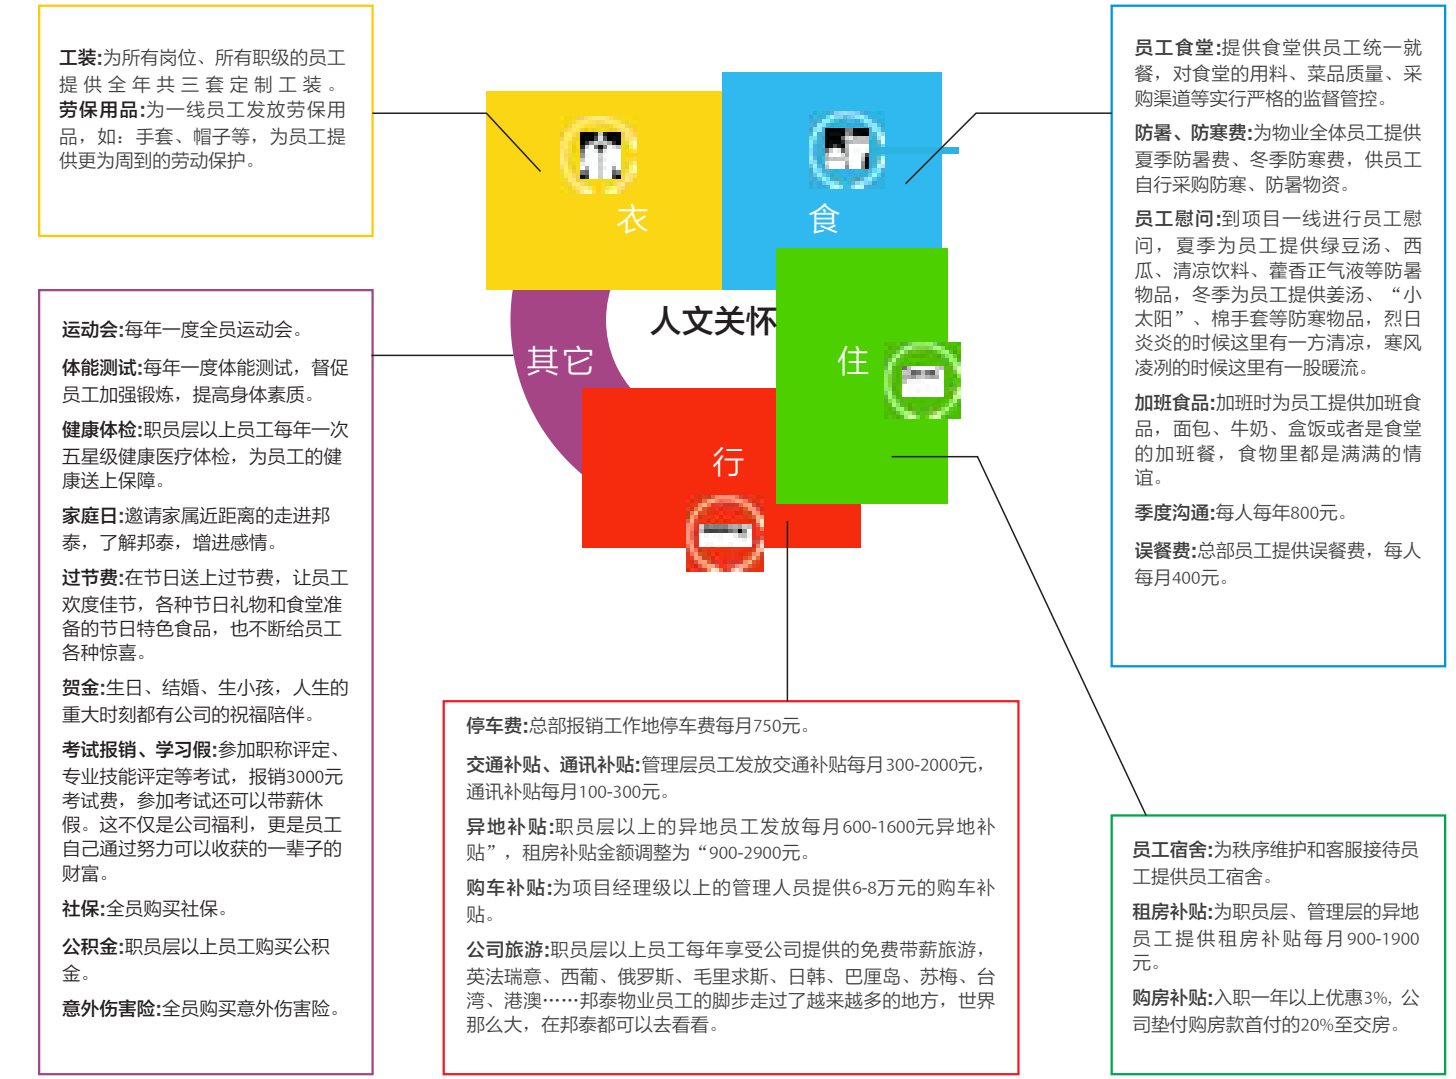 工装:为所有岗位、所有职级的员工
提供全年共三套定制工装。
劳保用品:为一线员工发放劳保用
品，如：手套、帽子等，为员工提
供更为周到的劳动保护。
衣
食
人文关怀
其它
住
行
员工食堂:提供食堂供员工统一就
餐，对食堂的用料、菜品质量、采
购渠道等实行严格的监督管控。
防暑、防寒费:为物业全体员工提供
夏季防暑费、冬季防寒费，供员工
自行采购防寒、防暑物资。
员工慰问:到项目一线进行员工慰
问，夏季为员工提供绿豆汤、西
瓜、清凉饮料、藿香正气液等防暑
物品，冬季为员工提供姜汤、“小
太阳”、棉手套等防寒物品，烈日
炎炎的时候这里有一方清凉，寒风
凌冽的时候这里有一股暖流。
加班食品:加班时为员工提供加班食
品，面包、牛奶、盒饭或者是食堂
的加班餐，食物里都是满满的情
谊。
季度沟通:每人每年800元。
误餐费:总部员工提供误餐费，每人
每月400元。
运动会:每年一度全员运动会。
体能测试:每年一度体能测试，督促
员工加强锻炼，提高身体素质。
健康体检:职员层以上员工每年一次
五星级健康医疗体检，为员工的健
康送上保障。
家庭日:邀请家属近距离的走进邦
泰，了解邦泰，增进感情。
过节费:在节日送上过节费，让员工
欢度佳节，各种节日礼物和食堂准
备的节日特色食品，也不断给员工
各种惊喜。
贺金:生日、结婚、生小孩，人生的
重大时刻都有公司的祝福陪伴。
考试报销、学习假:参加职称评定、
专业技能评定等考试，报销3000元
考试费，参加考试还可以带薪休
假。这不仅是公司福利，更是员工
自己通过努力可以收获的一辈子的
财富。
社保:全员购买社保。
公积金:职员层以上员工购买公积
金。
意外伤害险:全员购买意外伤害险。
停车费:总部报销工作地停车费每月750元。
交通补贴、通讯补贴:管理层员工发放交通补贴每月300-2000元，
通讯补贴每月100-300元。
异地补贴:职员层以上的异地员工发放每月600-1600元异地补
贴”，租房补贴金额调整为“900-2900元。
购车补贴:为项目经理级以上的管理人员提供6-8万元的购车补
贴。
公司旅游:职员层以上员工每年享受公司提供的免费带薪旅游，
英法瑞意、西葡、俄罗斯、毛里求斯、日韩、巴厘岛、苏梅、台
湾、港澳……邦泰物业员工的脚步走过了越来越多的地方，世界
那么大，在邦泰都可以去看看。
员工宿舍:为秩序维护和客服接待员
工提供员工宿舍。
租房补贴:为职员层、管理层的异地
员工提供租房补贴每月900-1900
元。
购房补贴:入职一年以上优惠3%, 公
司垫付购房款首付的20%至交房。